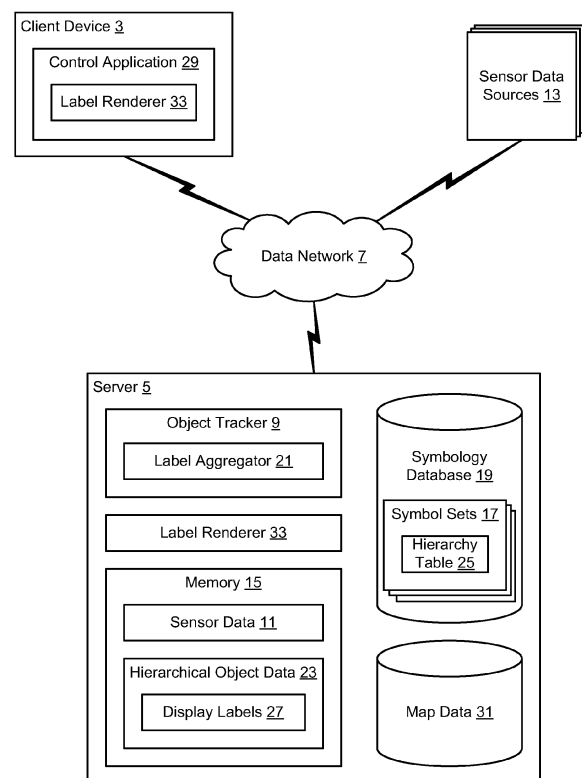 Client Device 3
Control Application 29
Label Renderer 33
Sensor Data
Sources 13
Data Network 7
Server 5
Object Tracker 9
Label Aggregator 21
Label Renderer 33
Memory 15
Sensor Data 11
Hierarchical Object Data 23
Display Labels 27
Symbology
Database 19
Symbol Sets 17
Hierarchy
Table 25
Map Data 31